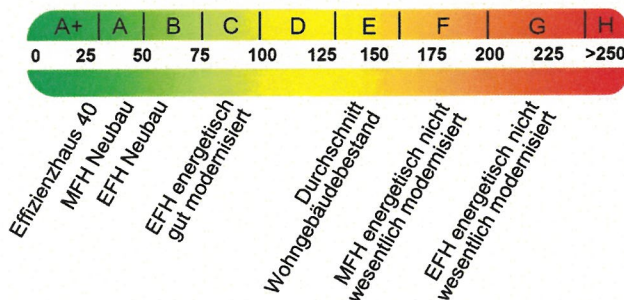 A+ A B C D E F G H
0 25 50 75 100 125 150 175 200 225 >250
Effizienzhaus 40
MFH Neubau
EFH Neubau
EFH energetisch
gut modernisiert
Durchschnitt
Wohngebäudebestand
MFH energetisch nicht
wesentlich modernisiert
EFH energetisch nicht
wesentlich modernisiert